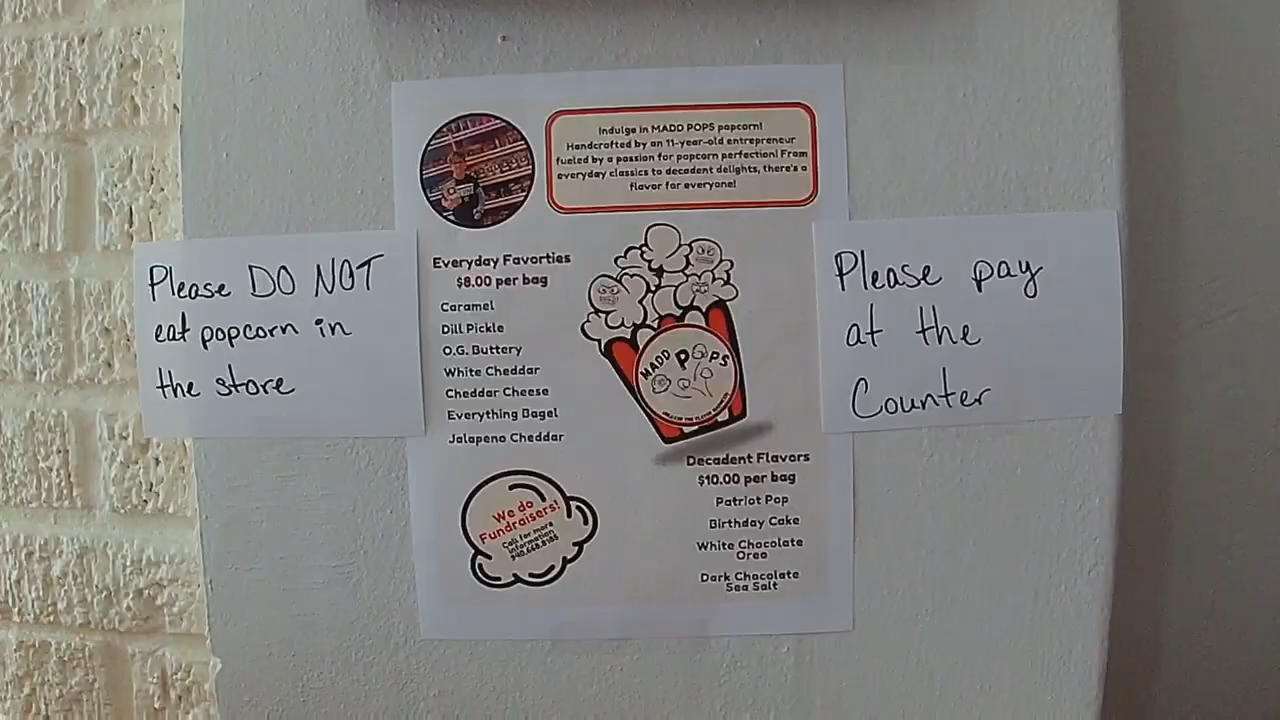 Indulge in MADD POPS popcorn!
Handcrafted by an 11-year-old entrepreneur
fueled by a passion for popcorn perfection! From
everyday classics to decadent delights, there's a
flavor for everyone!
Please DO NOT
eat popcorn in
the store
Everyday Favorties
$8.00 per bag
Caramel
Dill Pickle
O.G. Buttery
White Cheddar
Cheddar Cheese
Everything Bagel
Jalapeno Cheddar
MADD POPS
Please pay
at the
Counter
We do
Fundraisers!
Call for more
information
Decadent Flavors
$10.00 per bag
Patriot Pop
Birthday Cake
White Chocolate
Oreo
Dark Chocolate
Sea Salt